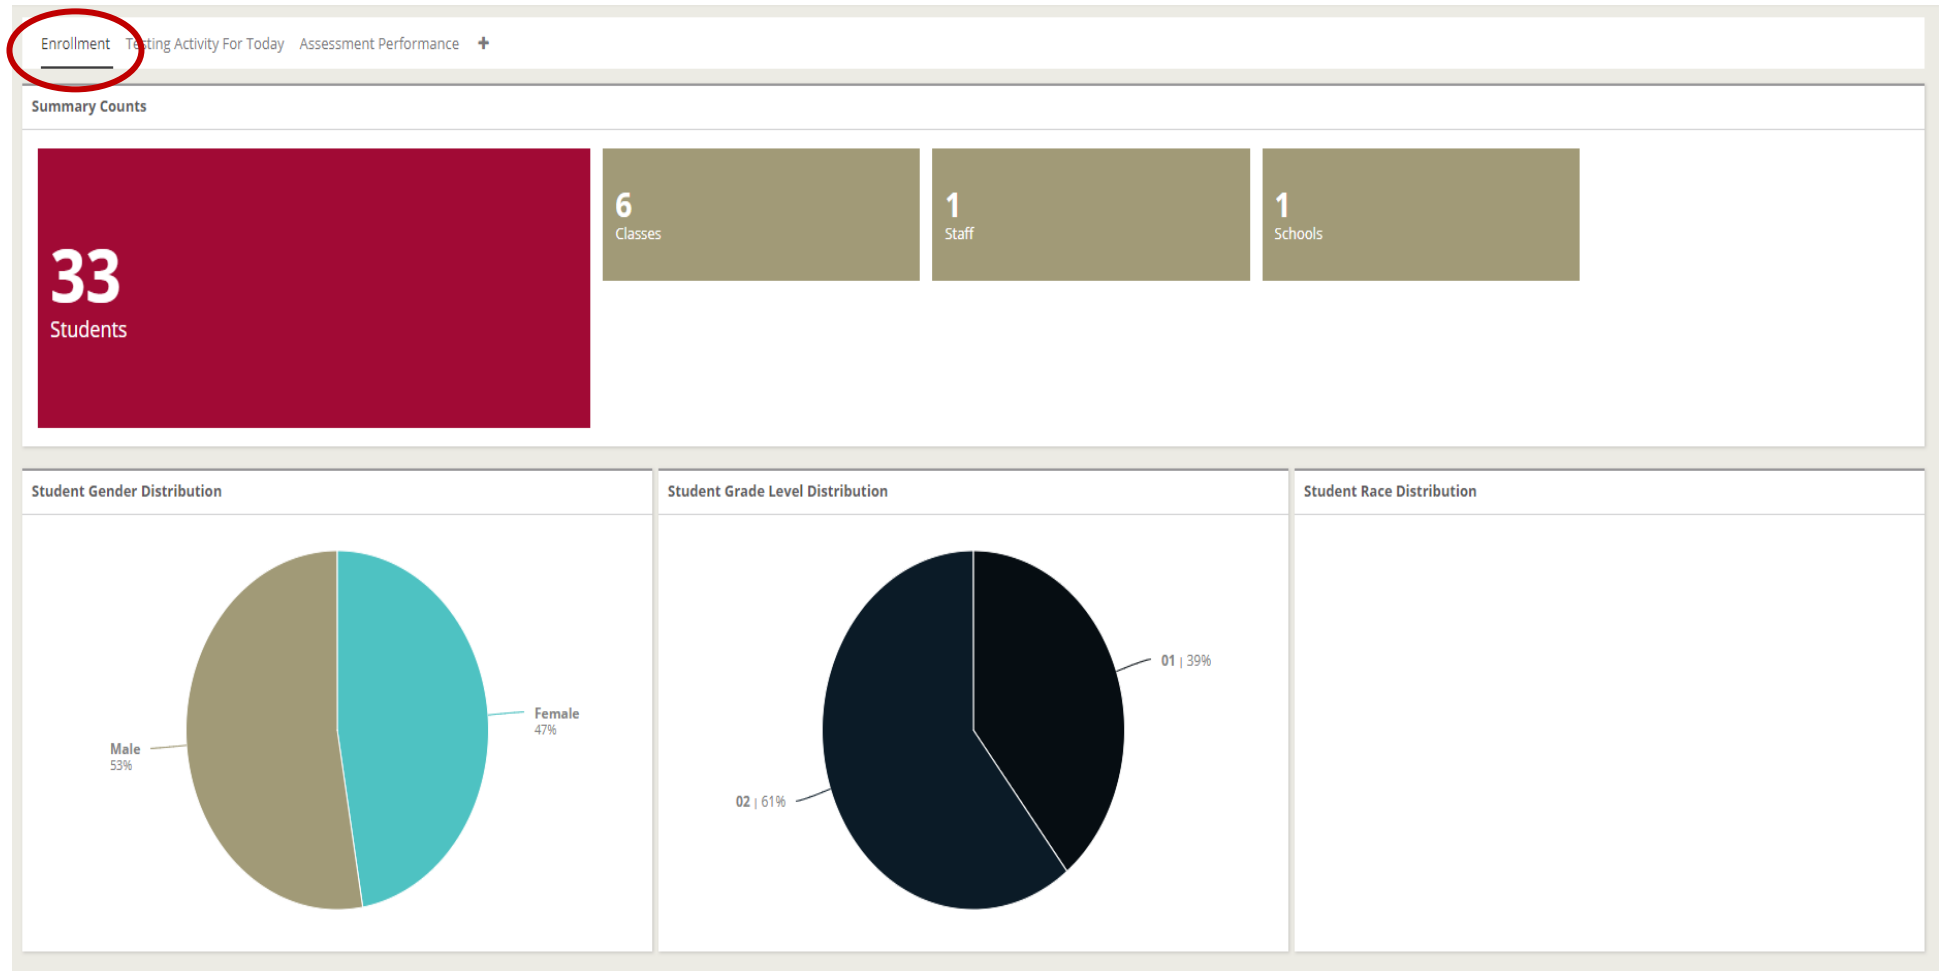 Enrollment Testing Activity For Today Assessment Performance +
Summary Counts
33
Students
6
Classes
1
Staff
1
Schools
Student Gender Distribution
Female
47%
Male
53%
Student Grade Level Distribution
01 | 39%
02 | 61%
Student Race Distribution